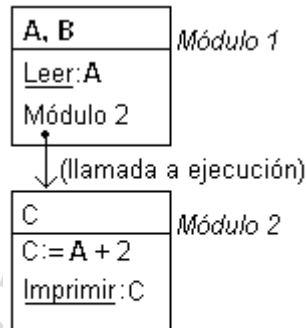 A, B
Módulo 1
Leer:A
Módulo 2
(llamada a ejecución)
C
Módulo 2
C:= A + 2
Imprimir:C